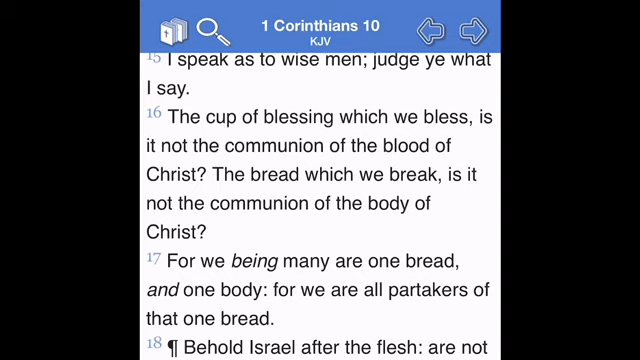 1 Corinthians 10
KJV
15 I speak as to wise men; judge ye what
I say.
16 The cup of blessing which we bless, is
it not the communion of the blood of
Christ? The bread which we break, is it
not the communion of the body of
Christ?
17 For we being many are one bread,
and one body: for we are all partakers of
that one bread.
18 ¶ Behold Israel after the flesh: are not